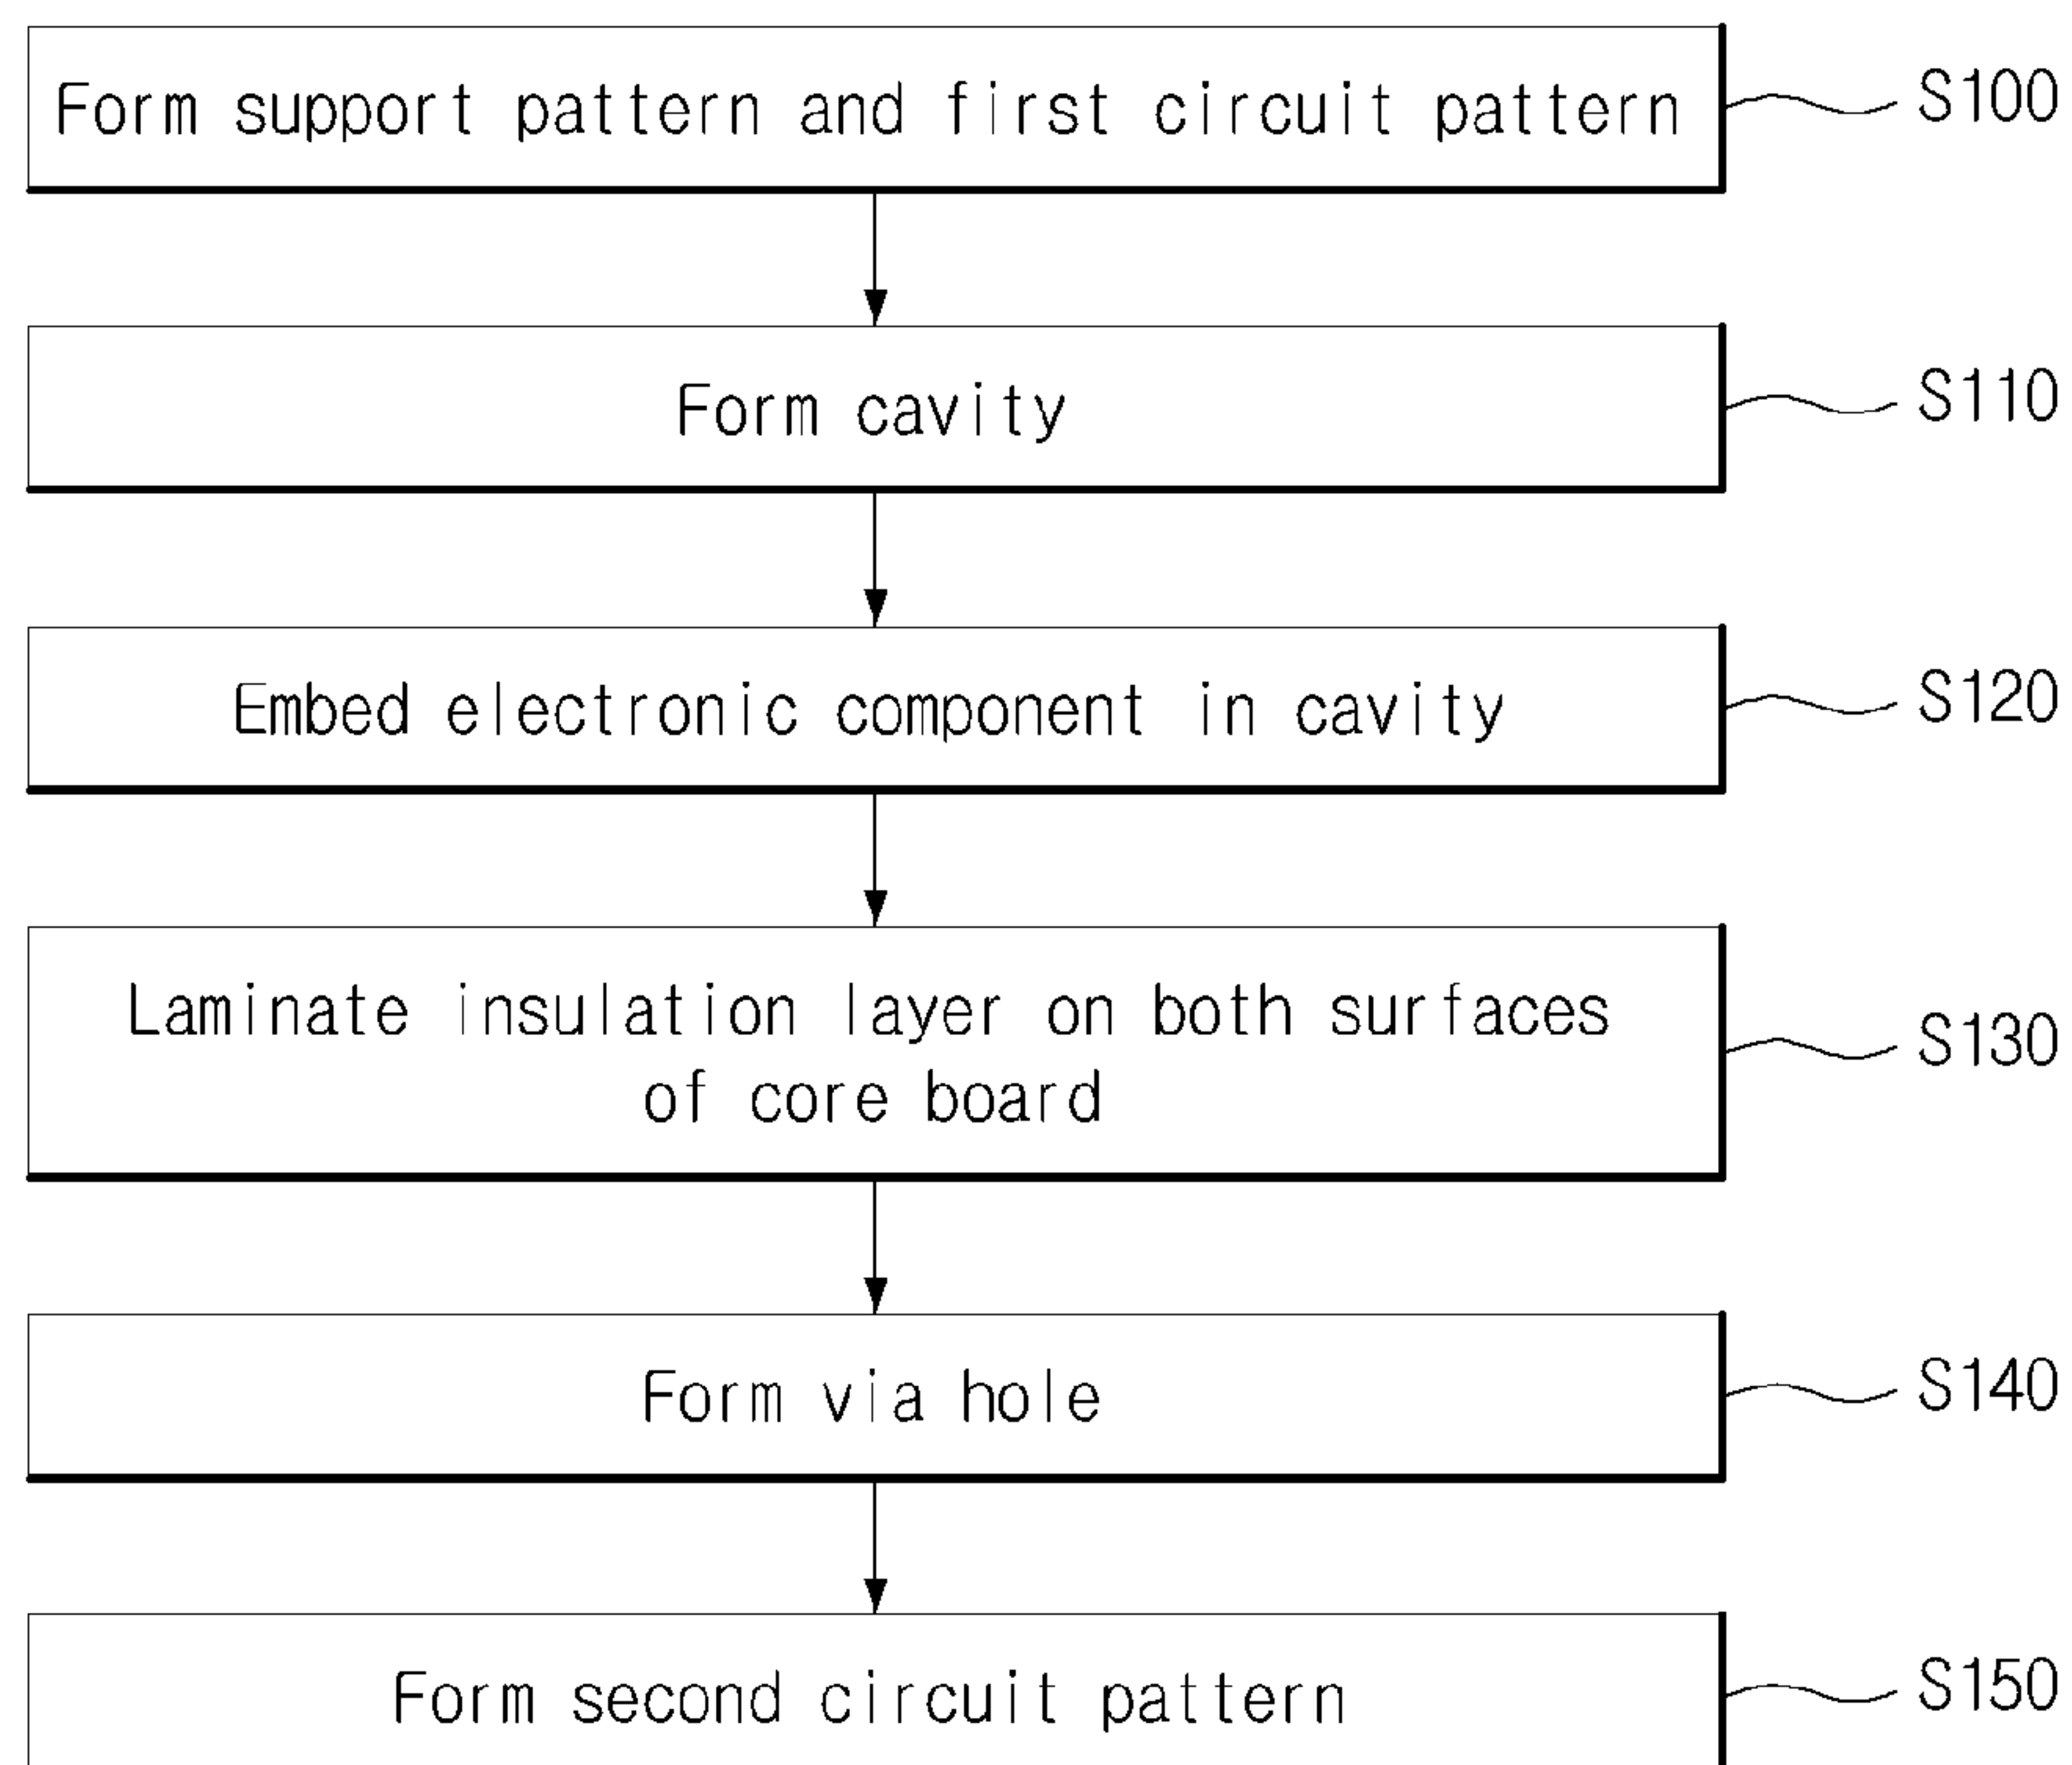 Form support pattern and first circuit pattern
S100
Form cavity
S110
Embed electronic component in cavity
S120
Laminate insulation layer on both surfaces
of core board
S130
Form via hole
S140
Form second circuit pattern
S150